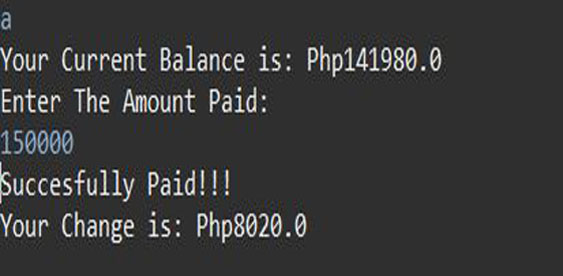 a
Your Current Balance is: Php141980.0
Enter The Amount Paid:
150000
Succesfully Paid!!!
Your Change is: Php8020.0